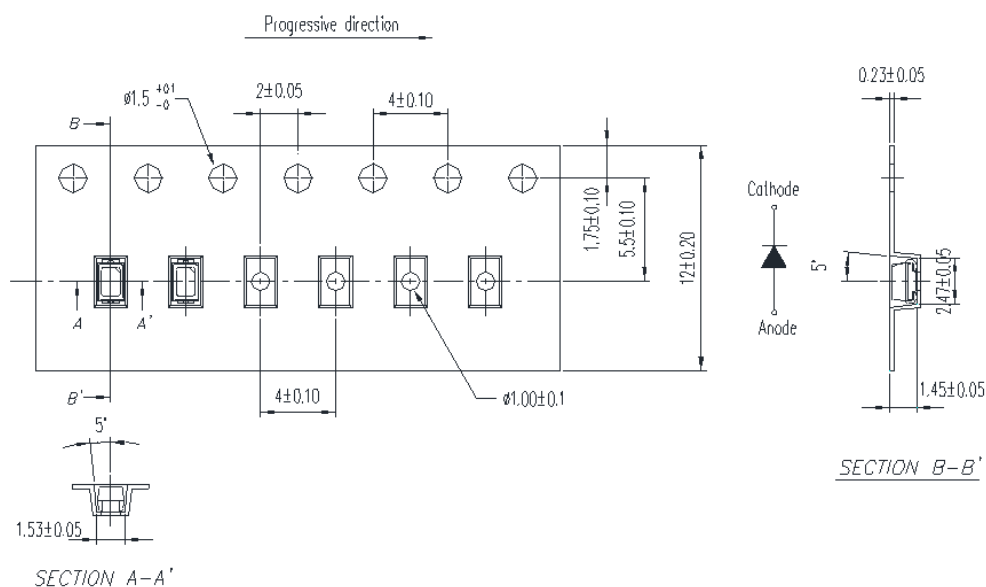 Progressive direction
ø1.5 +0.1 -0
2±0.05
4±0.10
0.23±0.05
B
1.75±0.10
5.5±0.10
12±0.20
Cathode
Anode
5°
2.47±0.05
A
A'
B'
4±0.10
ø1.00±0.1
1.45±0.05
5°
1.53±0.05
SECTION B-B'
SECTION A-A'